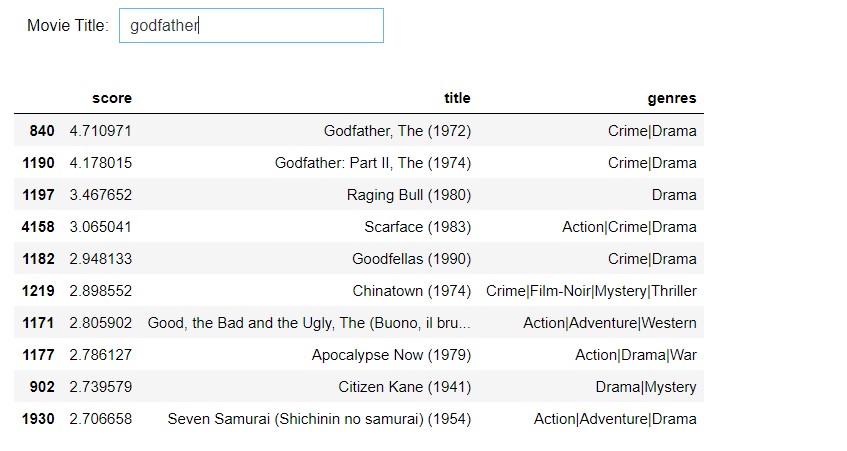 Movie Title: godfather
score title genres
840 4.710971 Godfather, The (1972) Crime|Drama
1190 4.178015 Godfather: Part II, The (1974) Crime|Drama
1197 3.467652 Raging Bull (1980) Drama
4158 3.065041 Scarface (1983) Action|Crime|Drama
1182 2.948133 Goodfellas (1990) Crime|Drama
1219 2.898552 Chinatown (1974) Crime|Film-Noir|Mystery|Thriller
1171 2.805902 Good, the Bad and the Ugly, The (Buono, il bru... Action|Adventure|Western
1177 2.786127 Apocalypse Now (1979) Action|Drama|War
902 2.739579 Citizen Kane (1941) Drama|Mystery
1930 2.706658 Seven Samurai (Shichinin no samurai) (1954) Action|Adventure|Drama